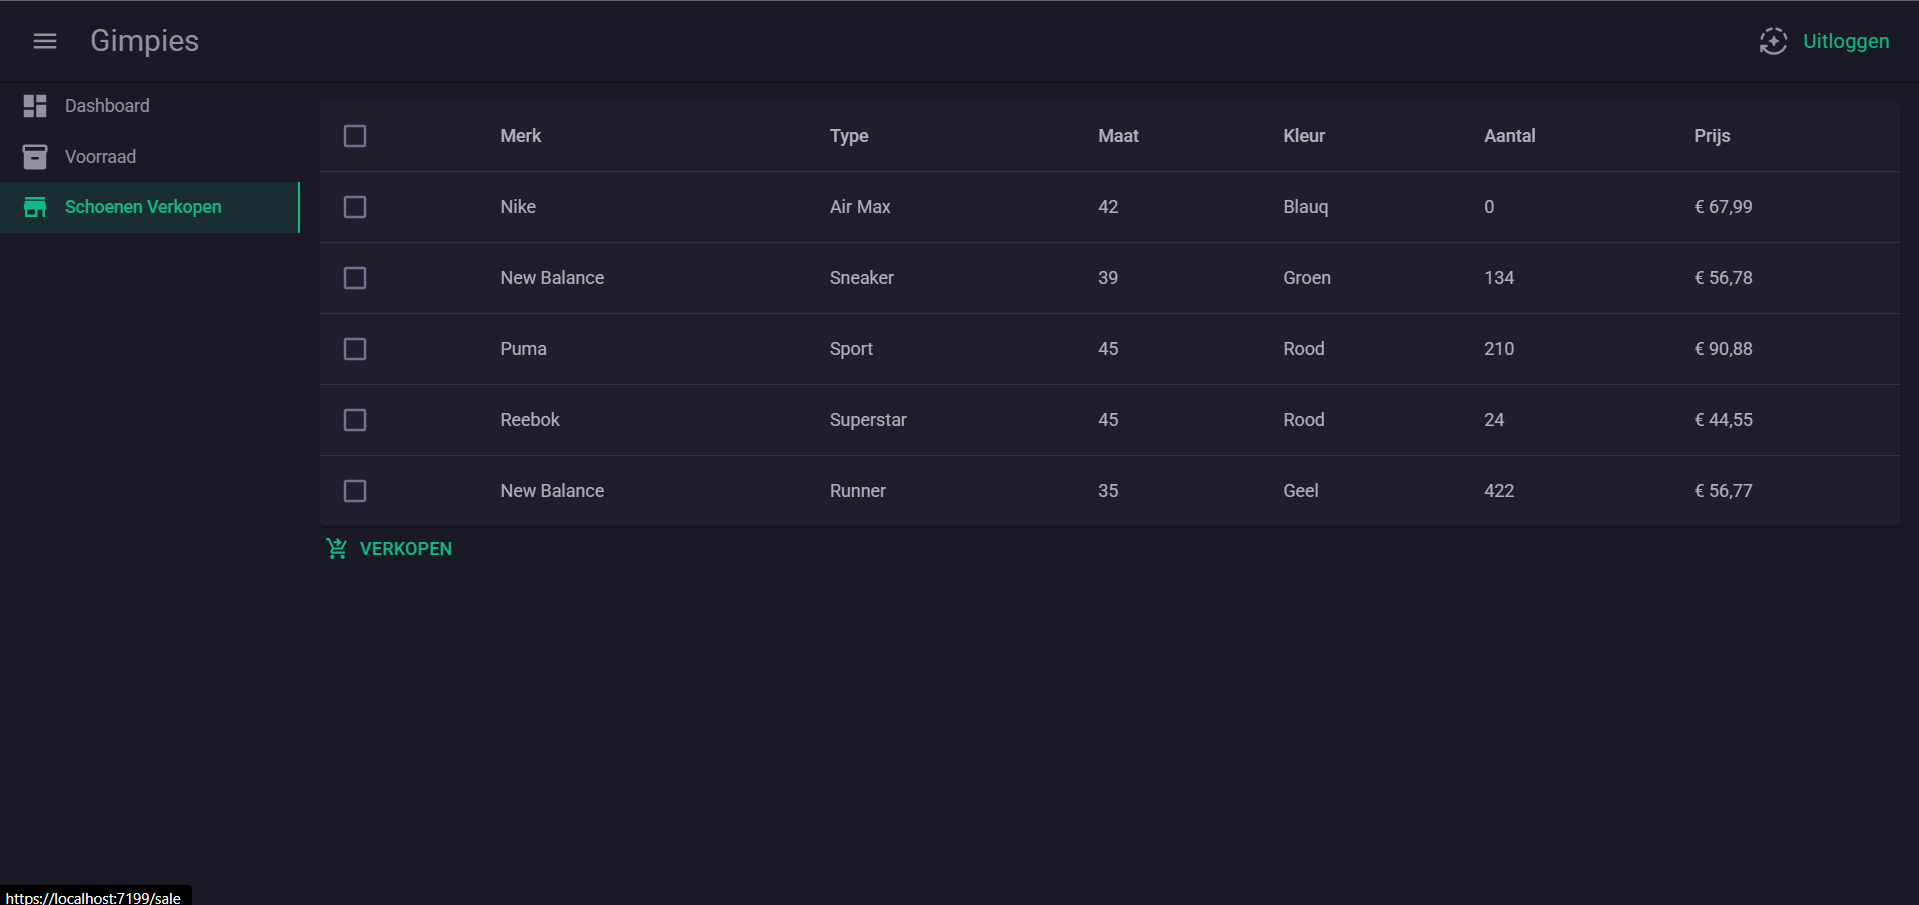 Gimpies
Uitloggen
Dashboard
Voorraad
Schoenen Verkopen
Merk Type Maat Kleur Aantal Prijs
Nike Air Max 42 Blauq 0 € 67,99
New Balance Sneaker 39 Groen 134 € 56,78
Puma Sport 45 Rood 210 € 90,88
Reebok Superstar 45 Rood 24 € 44,55
New Balance Runner 35 Geel 422 € 56,77
VERKOPEN
https://localhost:7199/sale